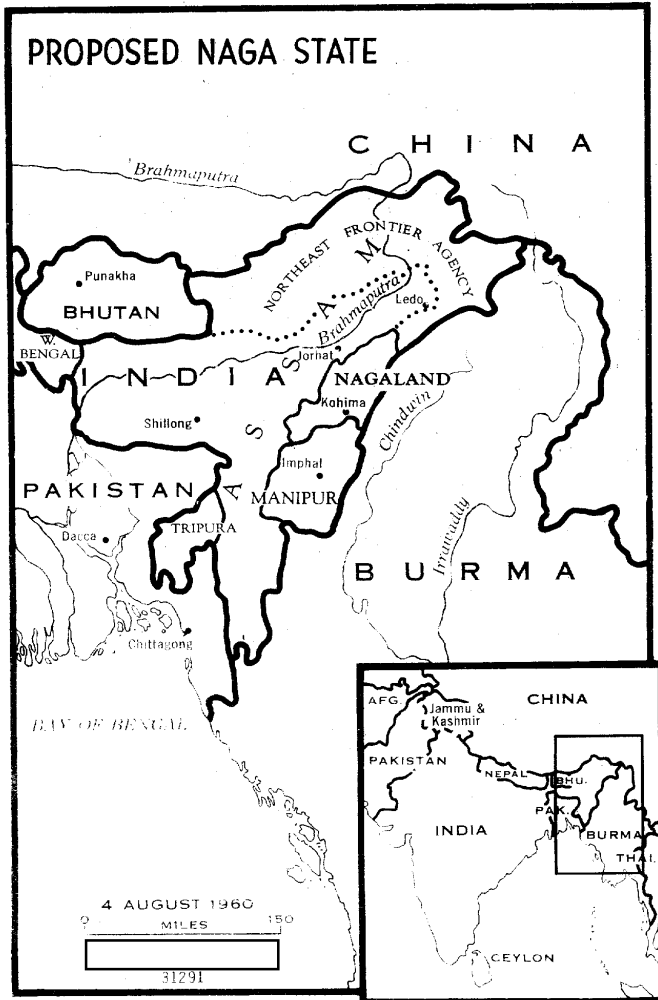 PROPOSED NAGA STATE
CHINA
Brahmaputra
NORTHEAST FRONTIER AGENCY
Punakha
BHUTAN
Ledo
Brahmaputra
W.
BENGAL
Jorhat
INDIA
NAGALAND
ASSAM
Kohima
Chindwin
Shillong
Imphal
PAKISTAN
MANIPUR
Irrawaddy
TRIPURA
Dacca
BURMA
Chittagong
BAY OF BENGAL
AFG.
CHINA
Jammu &
Kashmir
PAKISTAN
NEPAL
BHU.
PAK.
INDIA
BURMA
THAI.
CEYLON
4 AUGUST 1960
0 150
MILES
31291